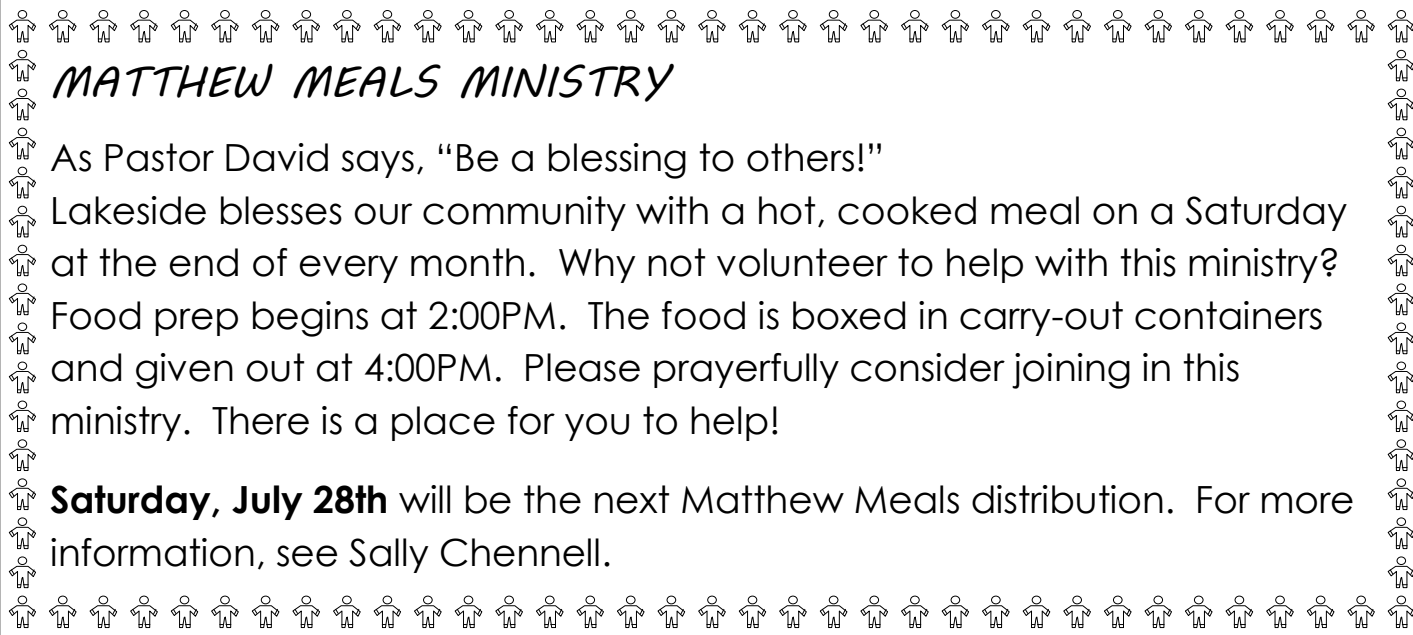 MATTHEW MEALS MINISTRY
As Pastor David says, “Be a blessing to others!”
Lakeside blesses our community with a hot, cooked meal on a Saturday
at the end of every month.  Why not volunteer to help with this ministry?
Food prep begins at 2:00PM.  The food is boxed in carry-out containers
and given out at 4:00PM.  Please prayerfully consider joining in this
ministry.  There is a place for you to help!
Saturday, July 28th will be the next Matthew Meals distribution.  For more
information, see Sally Chennell.